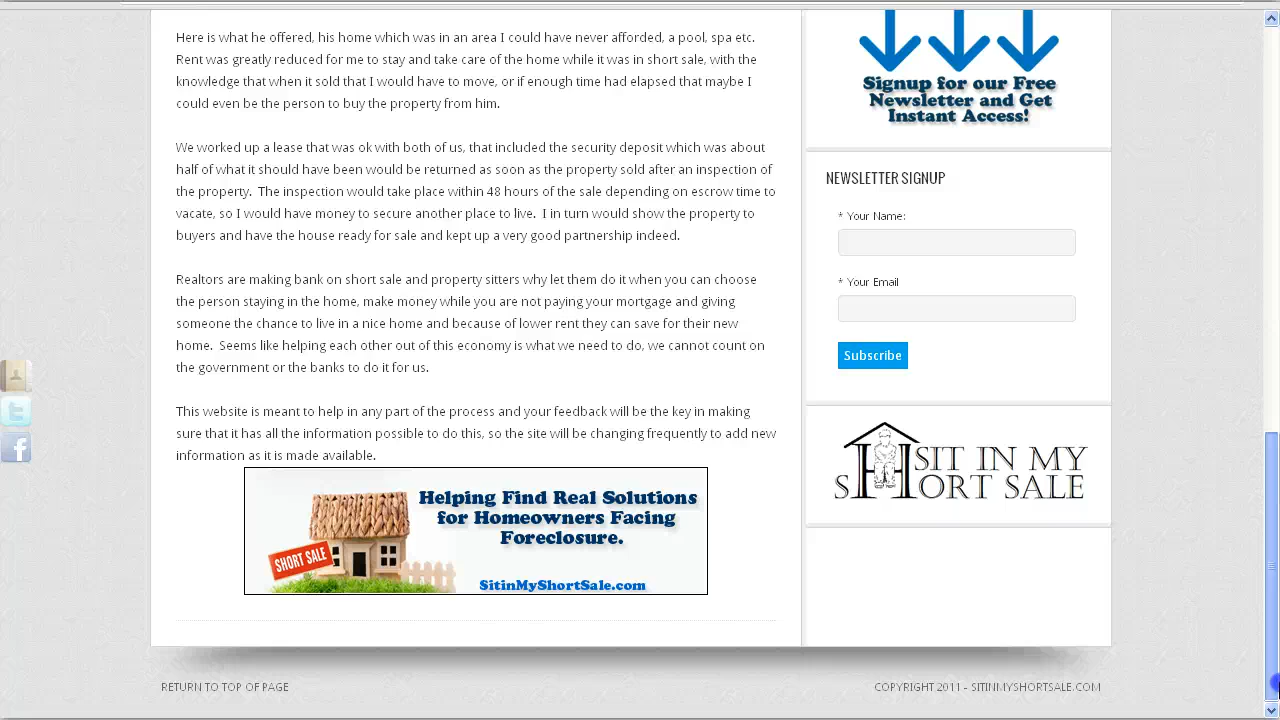 Here is what he offered, his home which was in an area I could have never afforded, a pool, spa etc.
Rent was greatly reduced for me to stay and take care of the home while it was in short sale, with the
knowledge that when it sold that I would have to move, or if enough time had elapsed that maybe I
could even be the person to buy the property from him.
We worked up a lease that was ok with both of us, that included the security deposit which was about
half of what it should have been would be returned as soon as the property sold after an inspection of
the property. The inspection would take place within 48 hours of the sale depending on escrow time to
vacate, so I would have money to secure another place to live. I in turn would show the property to
buyers and have the house ready for sale and kept up a very good partnership indeed.
Realtors are making bank on short sale and property sitters why let them do it when you can choose
the person staying in the home, make money while you are not paying your mortgage and giving
someone the chance to live in a nice home and because of lower rent they can save for their new
home. Seems like helping each other out of this economy is what we need to do, we cannot count on
the government or the banks to do it for us.
This website is meant to help in any part of the process and your feedback will be the key in making
sure that it has all the information possible to do this, so the site will be changing frequently to add new
information as it is made available.
SHORT SALE
Helping Find Real Solutions
for Homeowners Facing
Foreclosure.
SitinMyShortSale.com
Signup for our Free
Newsletter and Get
Instant Access!
NEWSLETTER SIGNUP
* Your Name:
* Your Email
Subscribe
SIT IN MY
SHORT SALE
RETURN TO TOP OF PAGE
COPYRIGHT 2011 - SITINMYSHORTSALE.COM